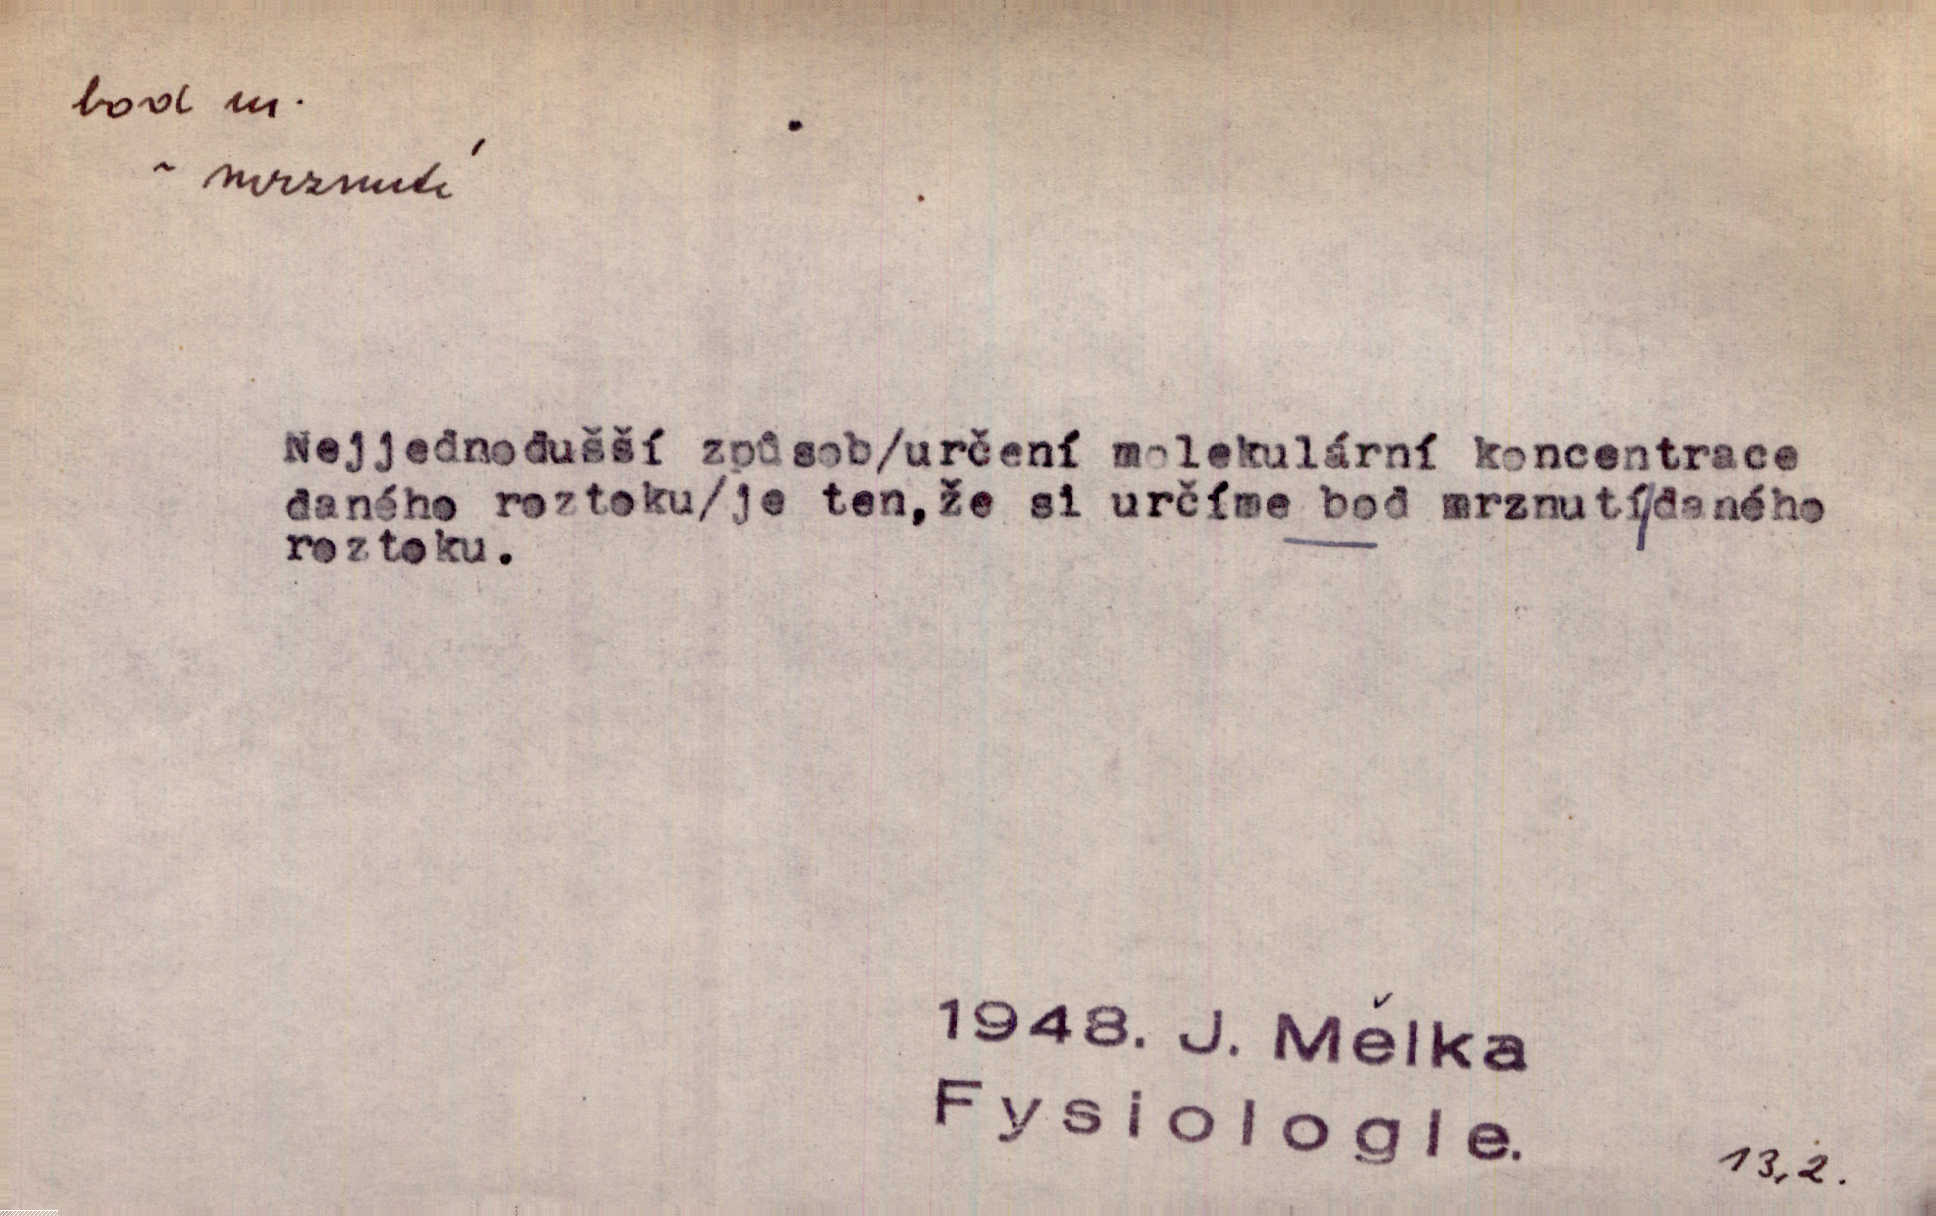 bod m.
~ mrznutí
Nejjednodušší způsob/určení molekulární koncentrace
daného roztoku/je ten,že si určíme bod mrznutí/daného
roztoku.
1948. J. Mělka
Fysiologie.
13,2.